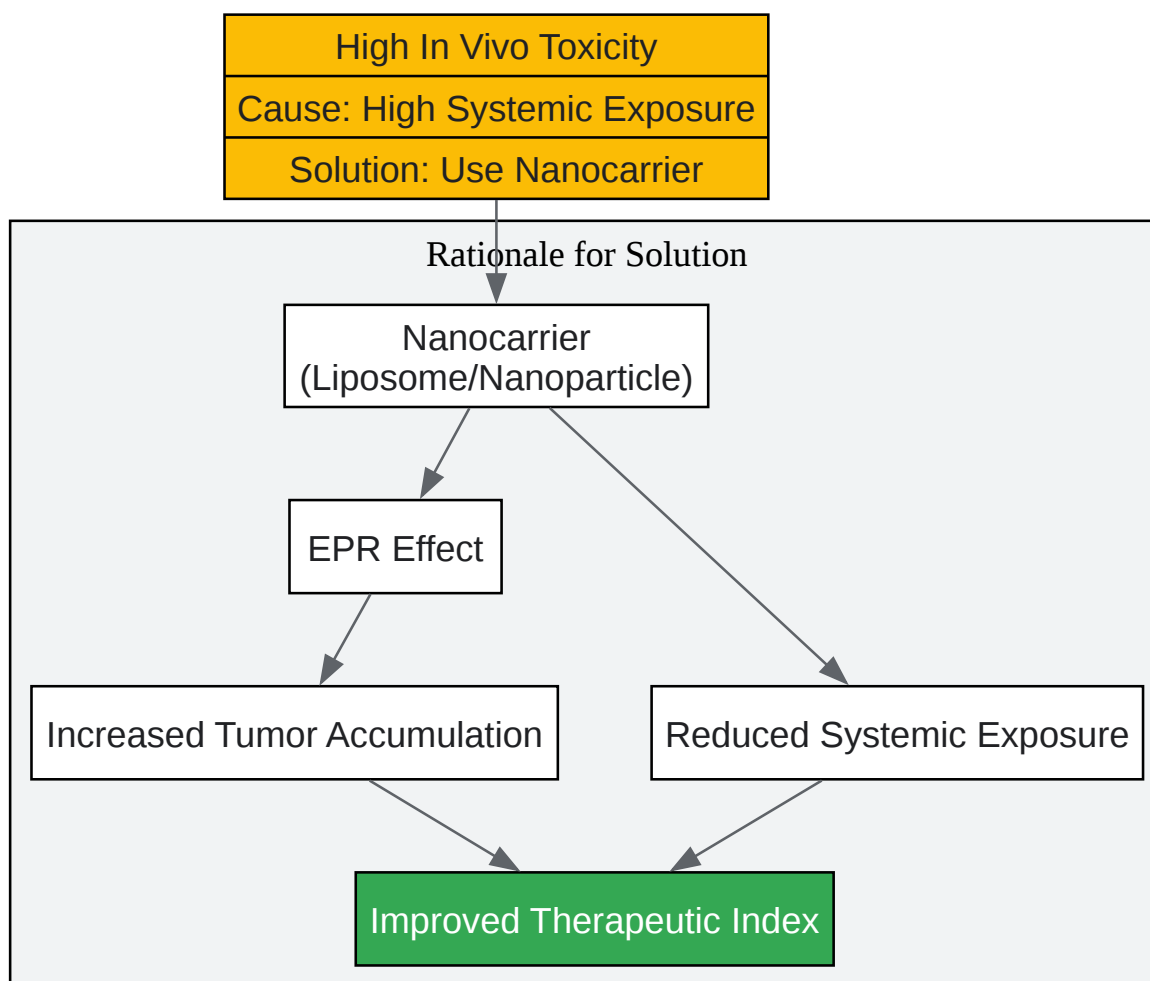 High In Vivo Toxicity
Cause: High Systemic Exposure
Solution: Use Nanocarrier
Rationale for Solution
Nanocarrier
(Liposome/Nanoparticle)
EPR Effect
Increased Tumor Accumulation
Reduced Systemic Exposure
Improved Therapeutic Index